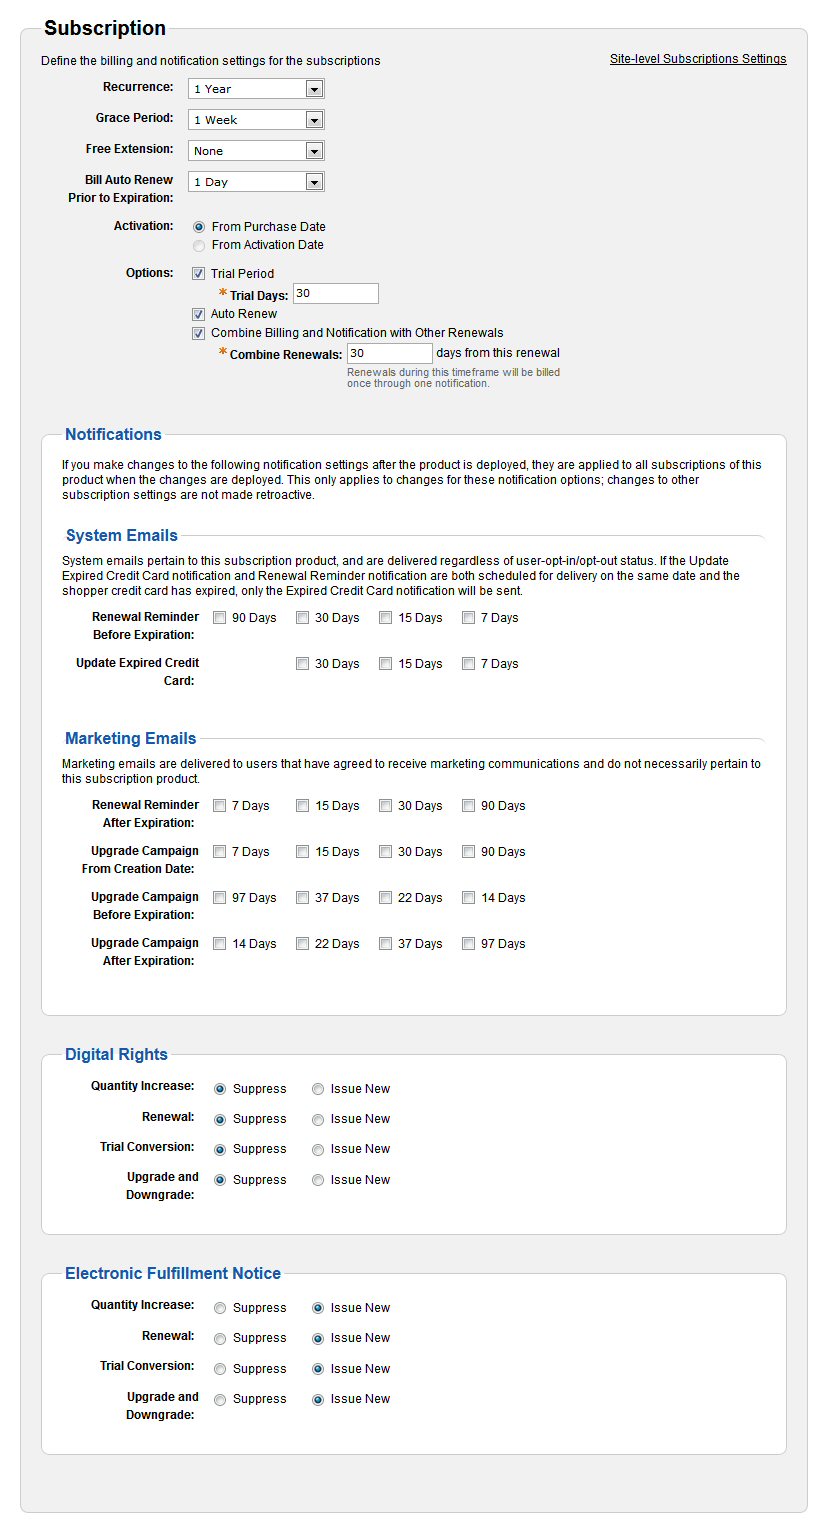 Subscription
Define the billing and notification settings for the subscriptions
Site-level Subscriptions Settings
Recurrence: 1 Year
Grace Period: 1 Week
Free Extension: None
Bill Auto Renew
Prior to Expiration: 1 Day
Activation: From Purchase Date
From Activation Date
Options: Trial Period
* Trial Days: 30
Auto Renew
Combine Billing and Notification with Other Renewals
* Combine Renewals: 30 days from this renewal
Renewals during this timeframe will be billed
once through one notification.
Notifications
If you make changes to the following notification settings after the product is deployed, they are applied to all subscriptions of this
product when the changes are deployed. This only applies to changes for these notification options; changes to other
subscription settings are not made retroactive.
System Emails
System emails pertain to this subscription product, and are delivered regardless of user-opt-in/opt-out status. If the Update
Expired Credit Card notification and Renewal Reminder notification are both scheduled for delivery on the same date and the
shopper credit card has expired, only the Expired Credit Card notification will be sent.
Renewal Reminder
Before Expiration: 90 Days 30 Days 15 Days 7 Days
Update Expired Credit
Card: 30 Days 15 Days 7 Days
Marketing Emails
Marketing emails are delivered to users that have agreed to receive marketing communications and do not necessarily pertain to
this subscription product.
Renewal Reminder
After Expiration: 7 Days 15 Days 30 Days 90 Days
Upgrade Campaign
From Creation Date: 7 Days 15 Days 30 Days 90 Days
Upgrade Campaign
Before Expiration: 97 Days 37 Days 22 Days 14 Days
Upgrade Campaign
After Expiration: 14 Days 22 Days 37 Days 97 Days
Digital Rights
Quantity Increase: Suppress Issue New
Renewal: Suppress Issue New
Trial Conversion: Suppress Issue New
Upgrade and
Downgrade: Suppress Issue New
Electronic Fulfillment Notice
Quantity Increase: Suppress Issue New
Renewal: Suppress Issue New
Trial Conversion: Suppress Issue New
Upgrade and
Downgrade: Suppress Issue New